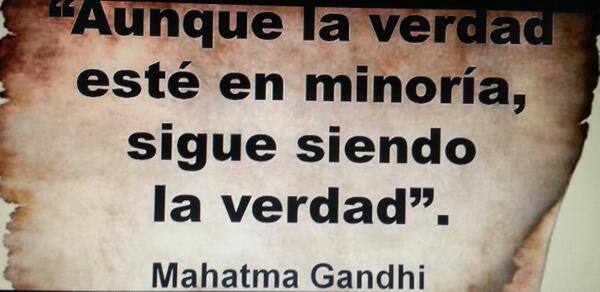 “Aunque la verdad
esté en minoría,
sigue siendo
la verdad”.
Mahatma Gandhi